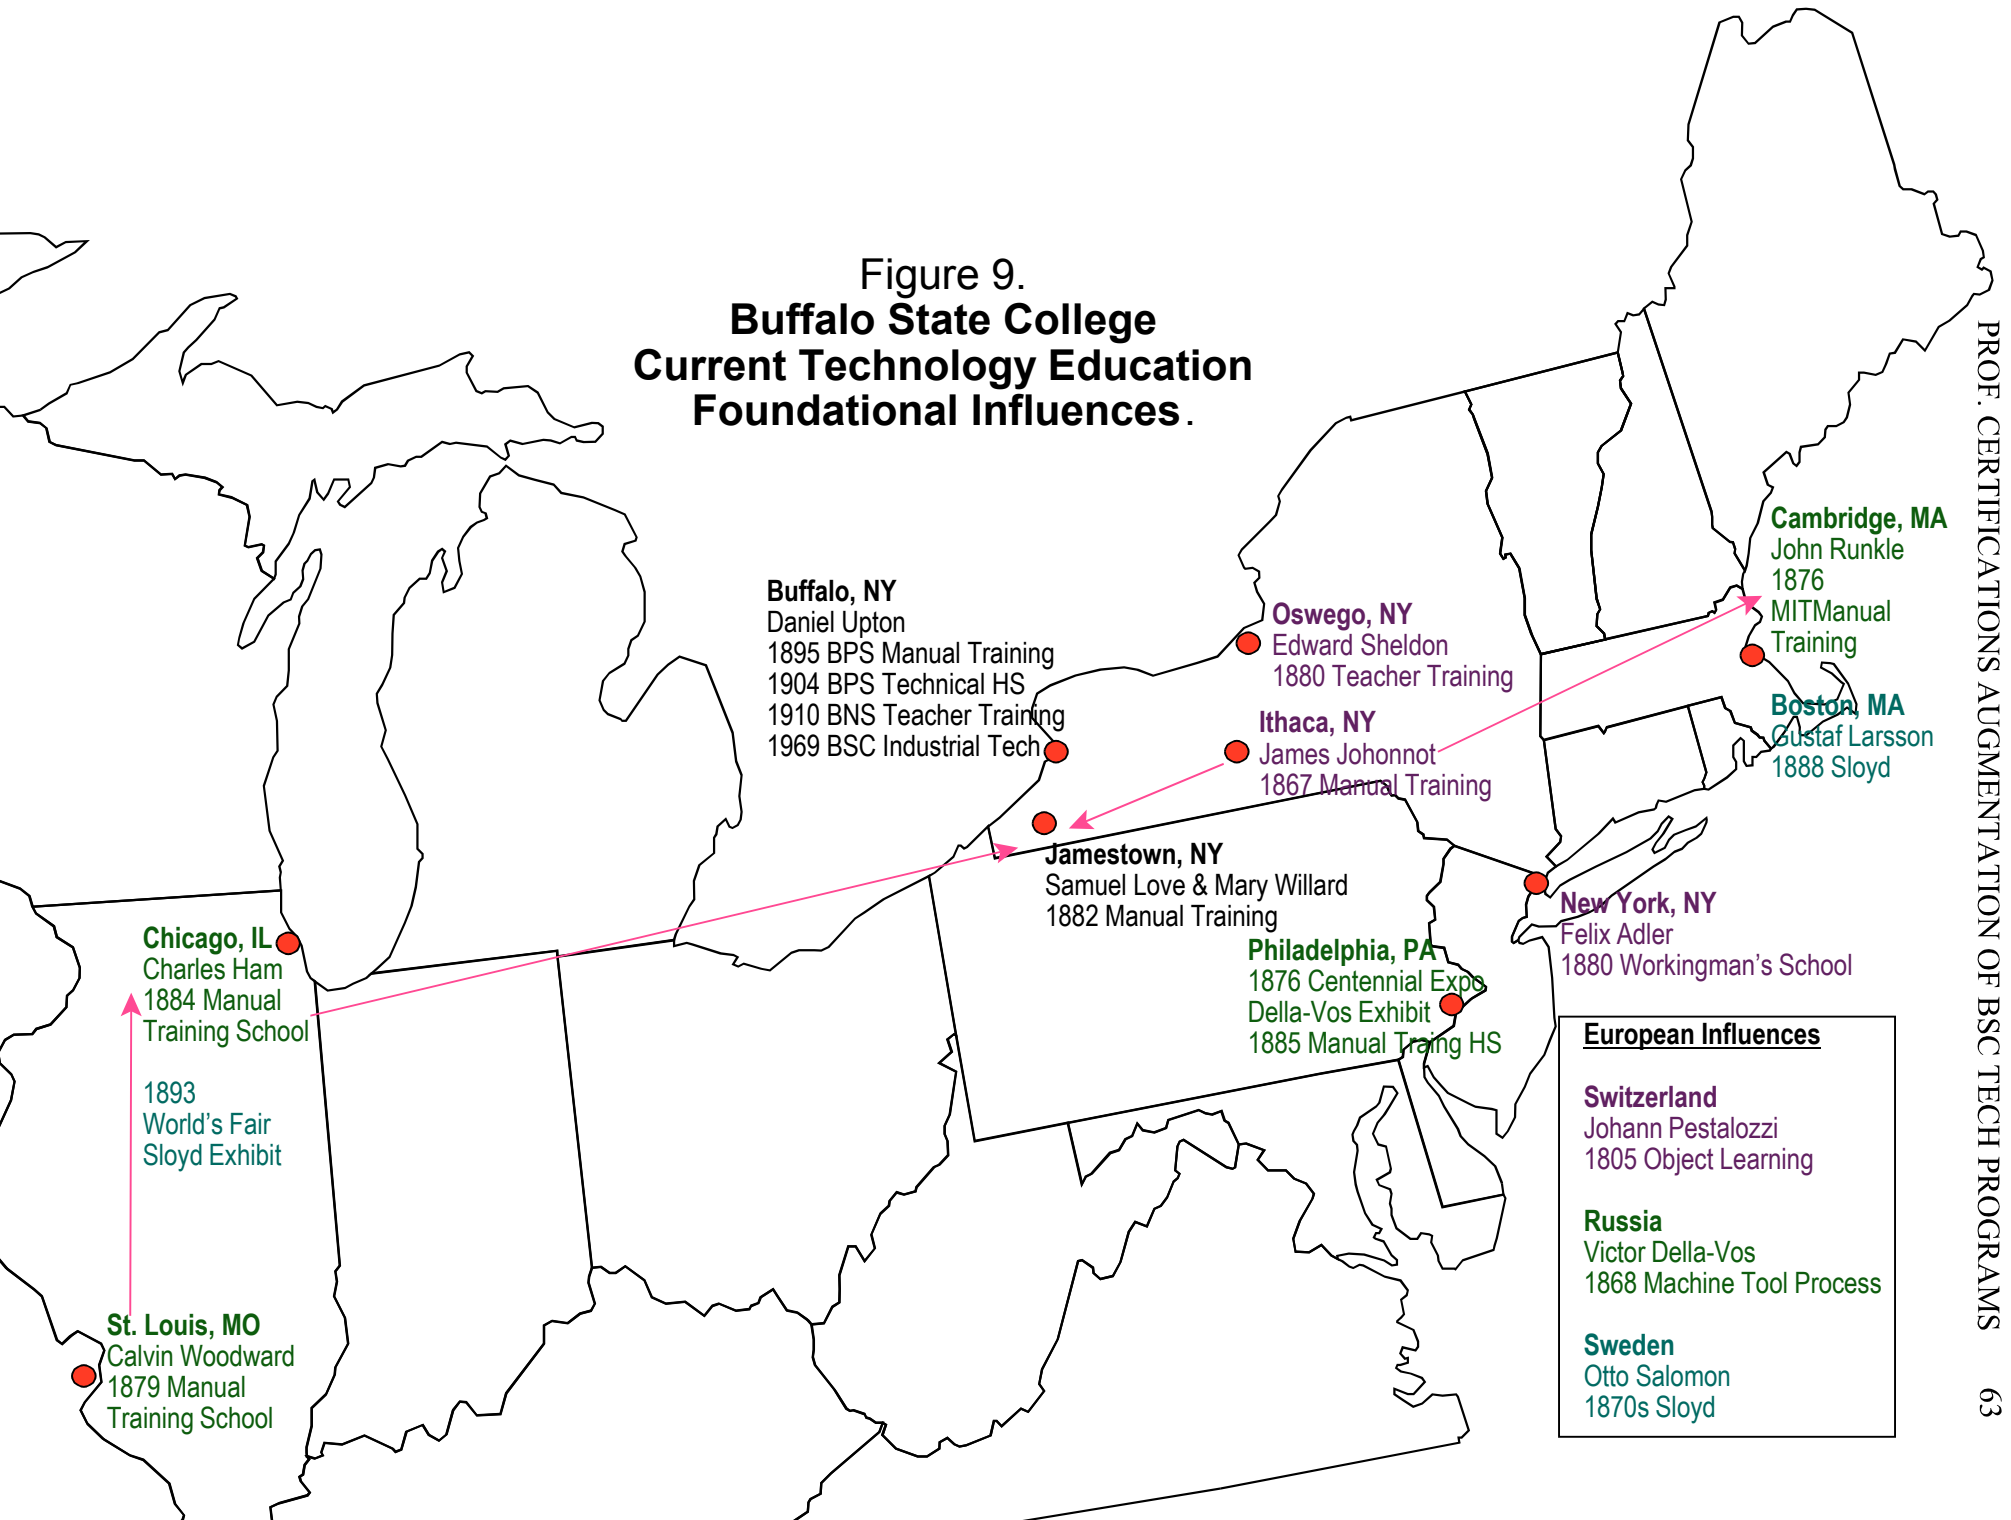 Figure 9.
Buffalo State College
Current Technology Education
Foundational Influences.
Buffalo, NY
Daniel Upton
1895 BPS Manual Training
1904 BPS Technical HS
1910 BNS Teacher Training
1969 BSC Industrial Tech
Oswego, NY
Edward Sheldon
1880 Teacher Training
Ithaca, NY
James Johonnot
1867 Manual Training
Cambridge, MA
John Runkle
1876
MITManual
Training
Boston, MA
Gustaf Larsson
1888 Sloyd
Jamestown, NY
Samuel Love & Mary Willard
1882 Manual Training
New York, NY
Felix Adler
1880 Workingman's School
Philadelphia, PA
1876 Centennial Expo
Della-Vos Exhibit
1885 Manual Traing HS
Chicago, IL
Charles Ham
1884 Manual
Training School
1893
World's Fair
Sloyd Exhibit
St. Louis, MO
Calvin Woodward
1879 Manual
Training School
European Influences
Switzerland
Johann Pestalozzi
1805 Object Learning
Russia
Victor Della-Vos
1868 Machine Tool Process
Sweden
Otto Salomon
1870s Sloyd
PROF. CERTIFICATIONS AUGMENTATION OF BSC TECH PROGRAMS 63